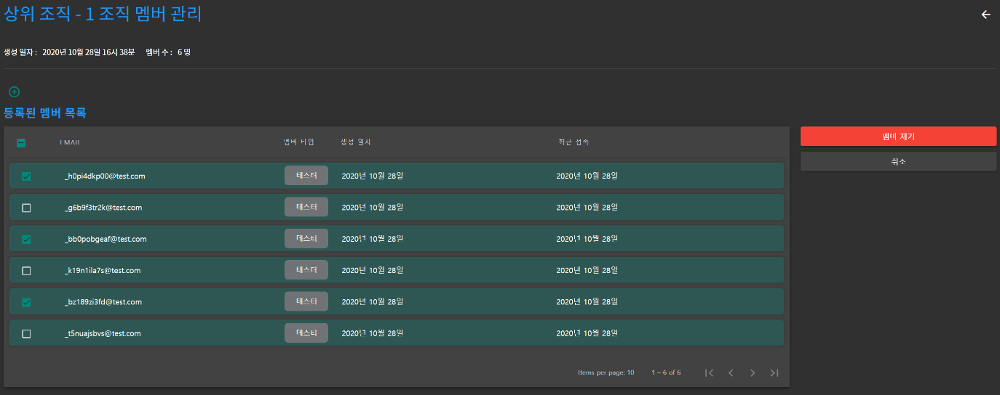 상위 조직 - 1 조직 멤버 관리
생성 일자 : 2020년 10월 28일 16시 38분 멤버 수 : 6 명
등록된 멤버 목록
EMAIL 멤버 타입 생성 일시 최근 접속
멤버 제거
취소
_h0pi4dkp00@test.com 테스터 2020년 10월 28일 2020년 10월 28일
_g6b9f3tr2k@test.com 테스터 2020년 10월 28일 2020년 10월 28일
_bb0pobgeaf@test.com 테스터 2020년 10월 28일 2020년 10월 28일
_k19n1ila7s@test.com 테스터 2020년 10월 28일 2020년 10월 28일
_bz189zi3fd@test.com 테스터 2020년 10월 28일 2020년 10월 28일
_t5nuajsbvs@test.com 테스터 2020년 10월 28일 2020년 10월 28일
Items per page: 10 1 – 6 of 6